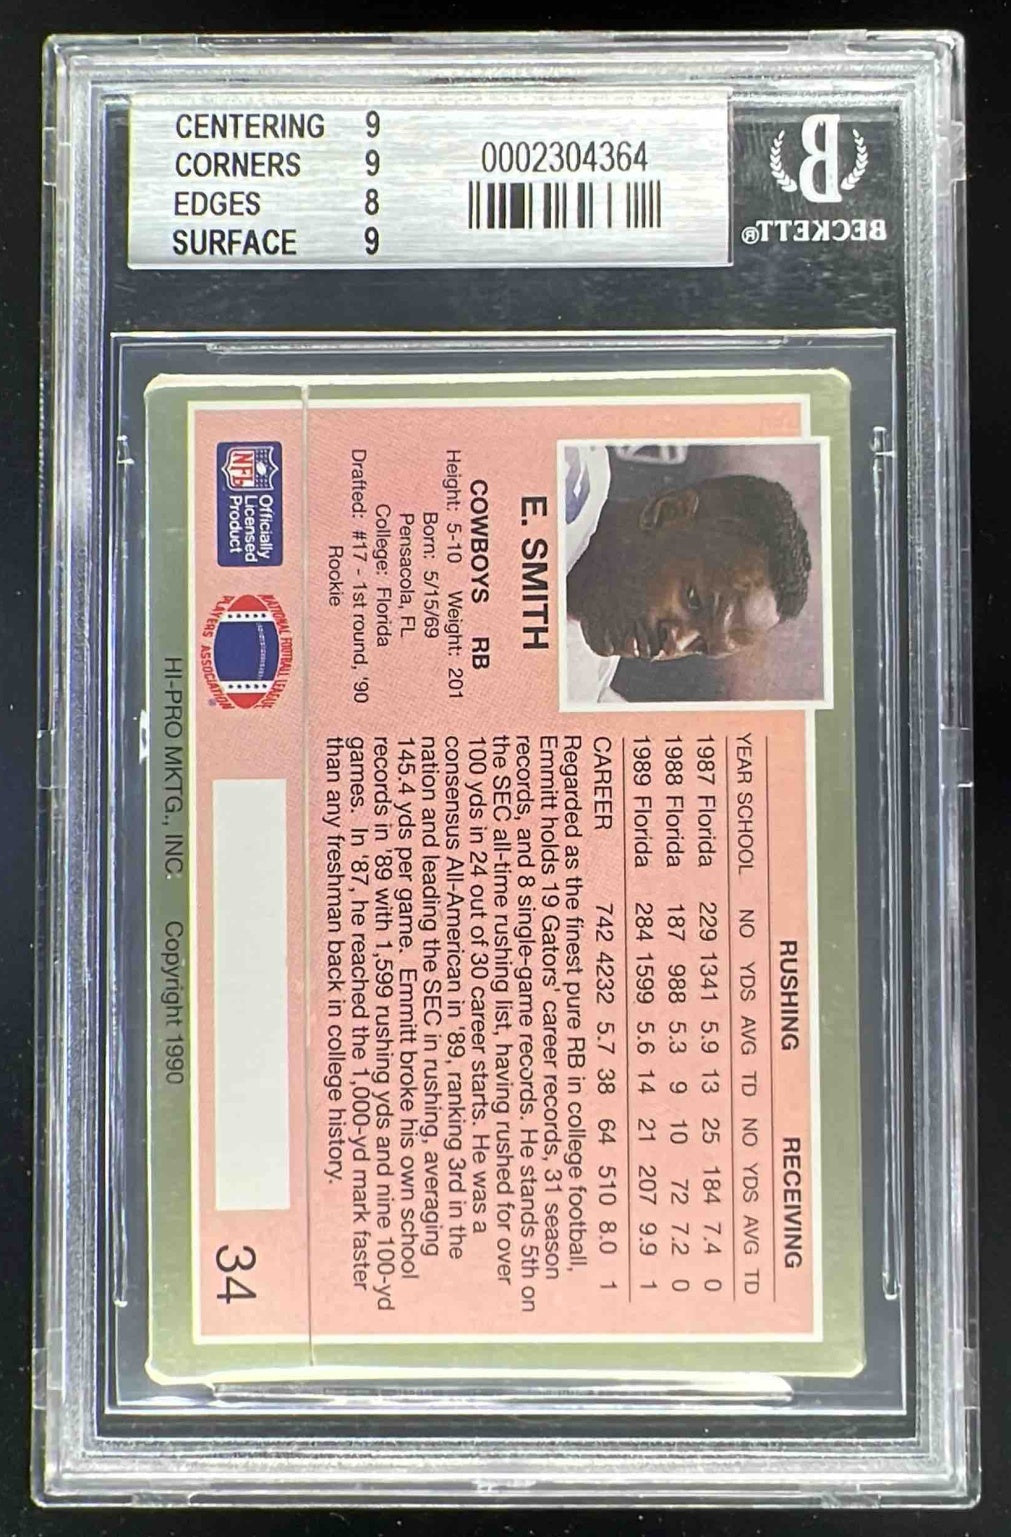 CENTERING 9
CORNERS 9
EDGES 8
SURFACE 9
0002304364
B
BECKETT®
E. SMITH
COWBOYS RB
Height: 5-10 Weight: 201
Born: 5/15/69
Pensacola, FL
College: Florida
Drafted: #17 - 1st round, '90
Rookie
NFL
Officially
Licensed
Product
NATIONAL FOOTBALL LEAGUE
PLAYERS ASSOCIATION
RUSHING RECEIVING
YEAR SCHOOL NO YDS AVG TD NO YDS AVG TD
1987 Florida 229 1341 5.9 13 25 184 7.4 0
1988 Florida 187 988 5.3 9 10 72 7.2 0
1989 Florida 284 1599 5.6 14 21 207 9.9 1
CAREER 742 4232 5.7 38 64 510 8.0 1
Regarded as the finest pure RB in college football,
Emmitt holds 19 Gators' career records, 31 season
records, and 8 single-game records. He stands 5th on
the SEC all-time rushing list, having rushed for over
100 yds in 24 out of 30 career starts. He was a
consensus All-American in '89, ranking 3rd in the
nation and leading the SEC in rushing, averaging
145.4 yds per game. Emmitt broke his own school
records in '89 with 1,599 rushing yds and nine 100-yd
games. In '87, he reached the 1,000-yd mark faster
than any freshman back in college history.
34
HI-PRO MKTG., INC. Copyright 1990